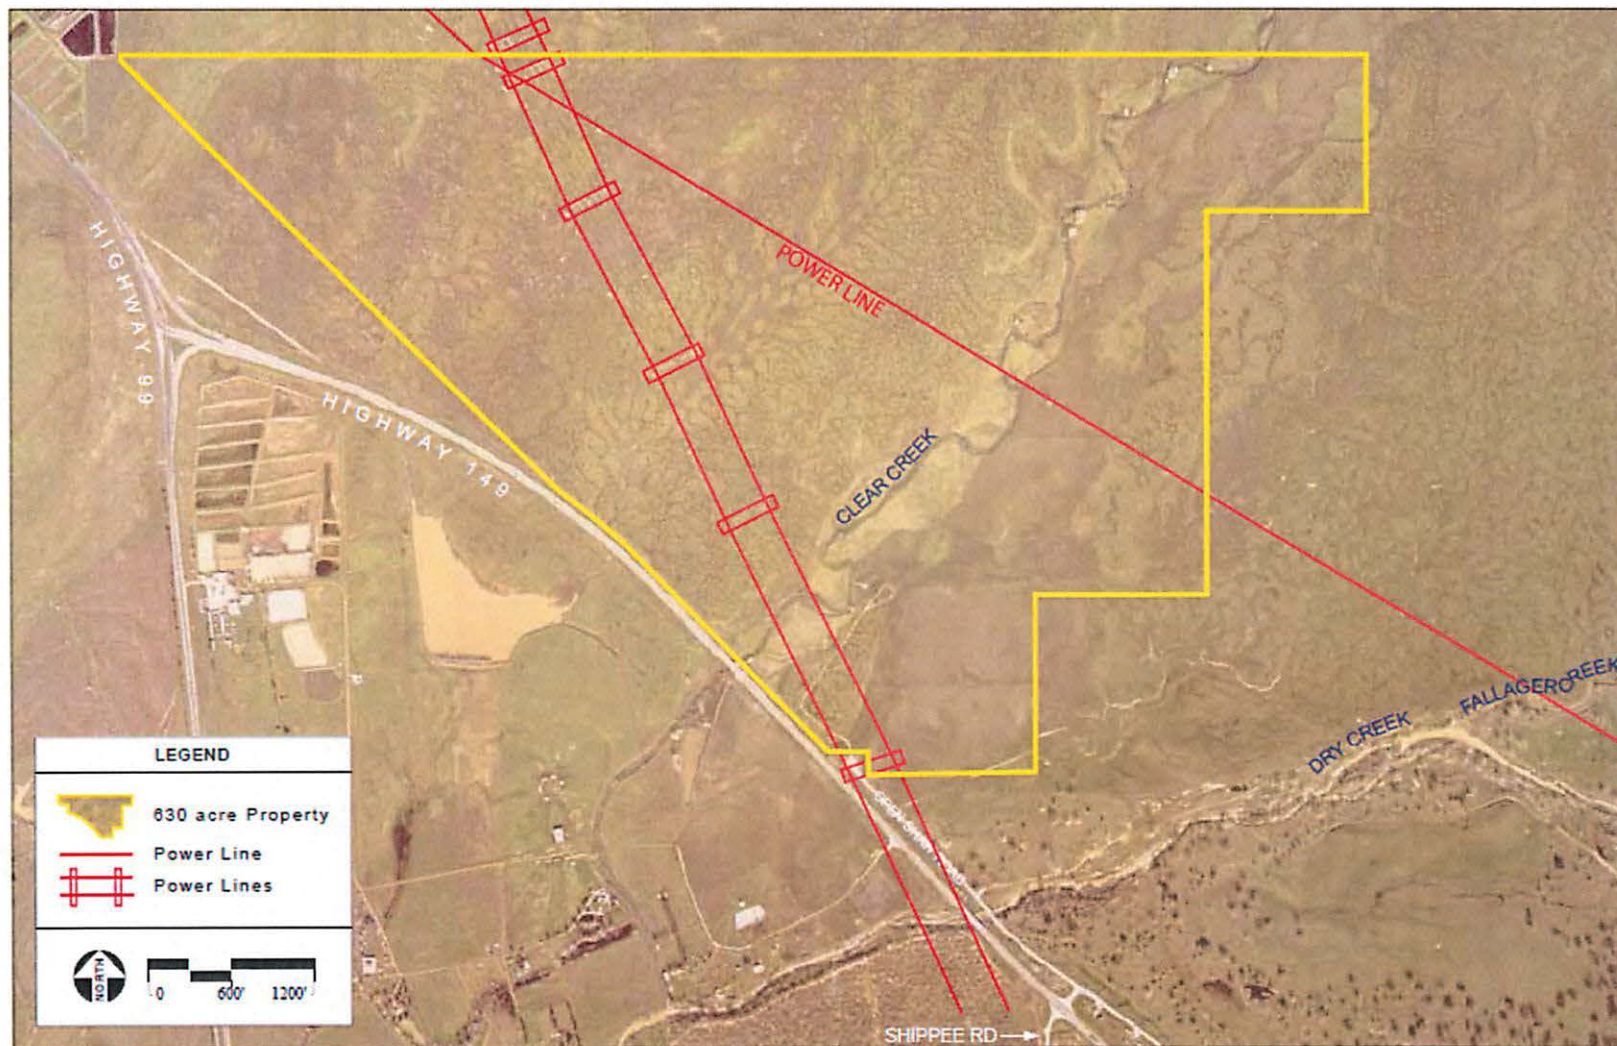 HIGHWAY 99
HIGHWAY 149
POWER LINE
CLEAR CREEK
DRY CREEK
FALLAGER CREEK
SHIPPEE RD
LEGEND
630 acre Property
Power Line
Power Lines
NORTH
0 600' 1200'